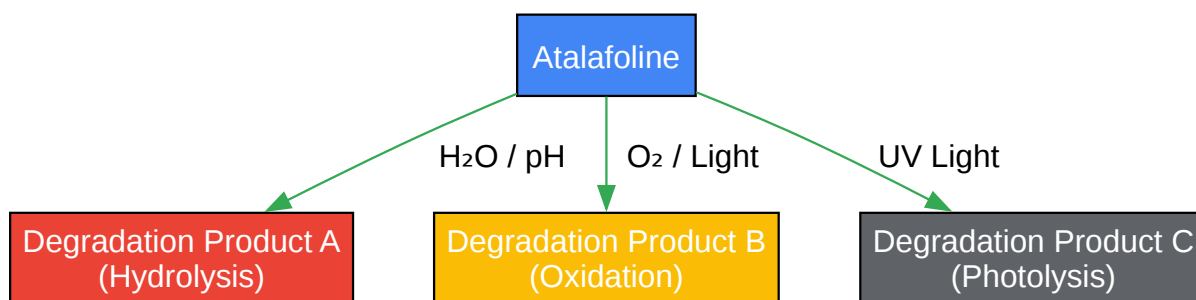 Atalafoline
H₂O / pH
O₂ / Light
UV Light
Degradation Product A
(Hydrolysis)
Degradation Product B
(Oxidation)
Degradation Product C
(Photolysis)